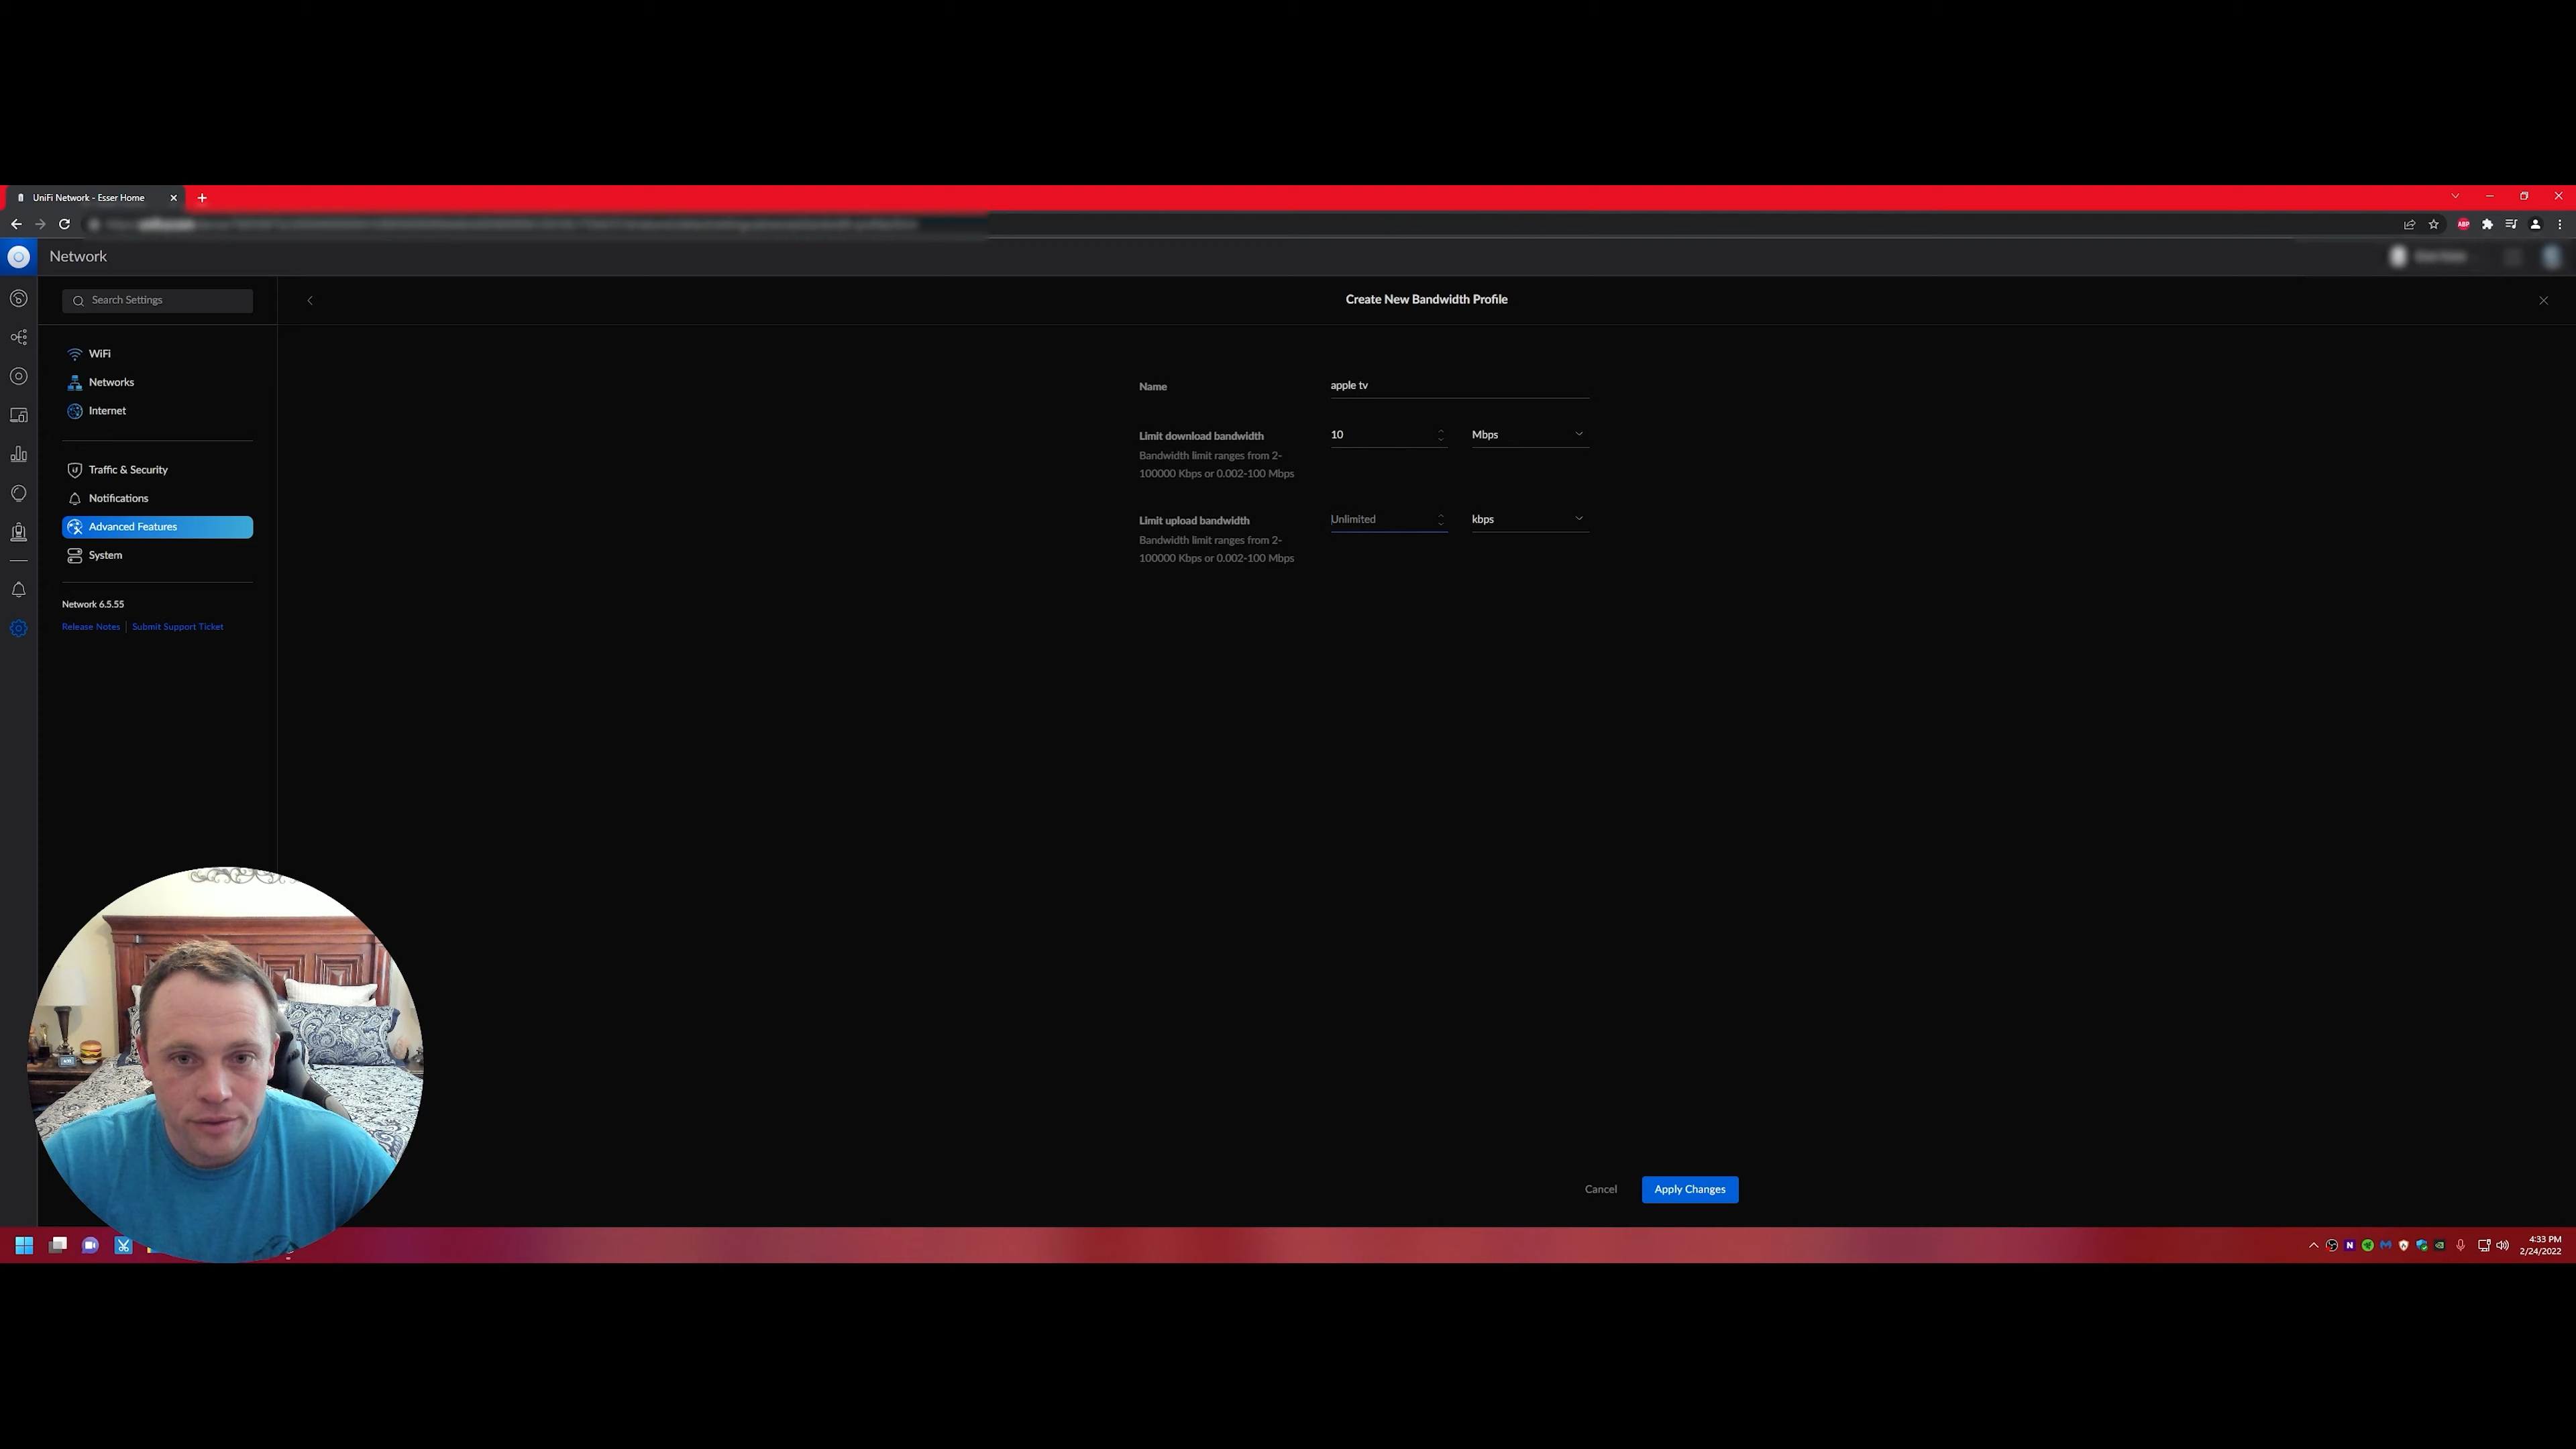 UniFi Network - Esser Home
Network
Search Settings
Create New Bandwidth Profile
WiFi
Networks
Internet
Traffic & Security
Notifications
Advanced Features
System
Network 6.5.55
Release Notes
Submit Support Ticket
Name
apple tv
Limit download bandwidth
10
Mbps
Bandwidth limit ranges from 2-
100000 Kbps or 0.002-100 Mbps
Limit upload bandwidth
Unlimited
kbps
Bandwidth limit ranges from 2-
100000 Kbps or 0.002-100 Mbps
Cancel
Apply Changes
ABP
N
4:33 PM
2/24/2022